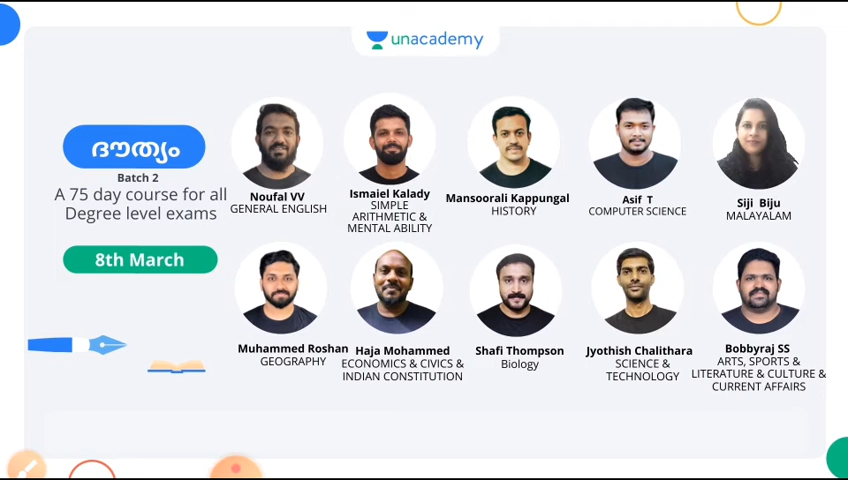 unacademy
ദൗത്യം
Batch 2
A 75 day course for all
Degree level exams
8th March
Noufal VV
GENERAL ENGLISH
Ismaiel Kalady
SIMPLE
ARITHMETIC &
MENTAL ABILITY
Mansoorali Kappungal
HISTORY
Asif T
COMPUTER SCIENCE
Siji Biju
MALAYALAM
Muhammed Roshan
GEOGRAPHY
Haja Mohammed
ECONOMICS & CIVICS &
INDIAN CONSTITUTION
Shafi Thompson
Biology
Jyothish Chalithara
SCIENCE &
TECHNOLOGY
Bobbyraj SS
ARTS, SPORTS &
LITERATURE & CULTURE &
CURRENT AFFAIRS